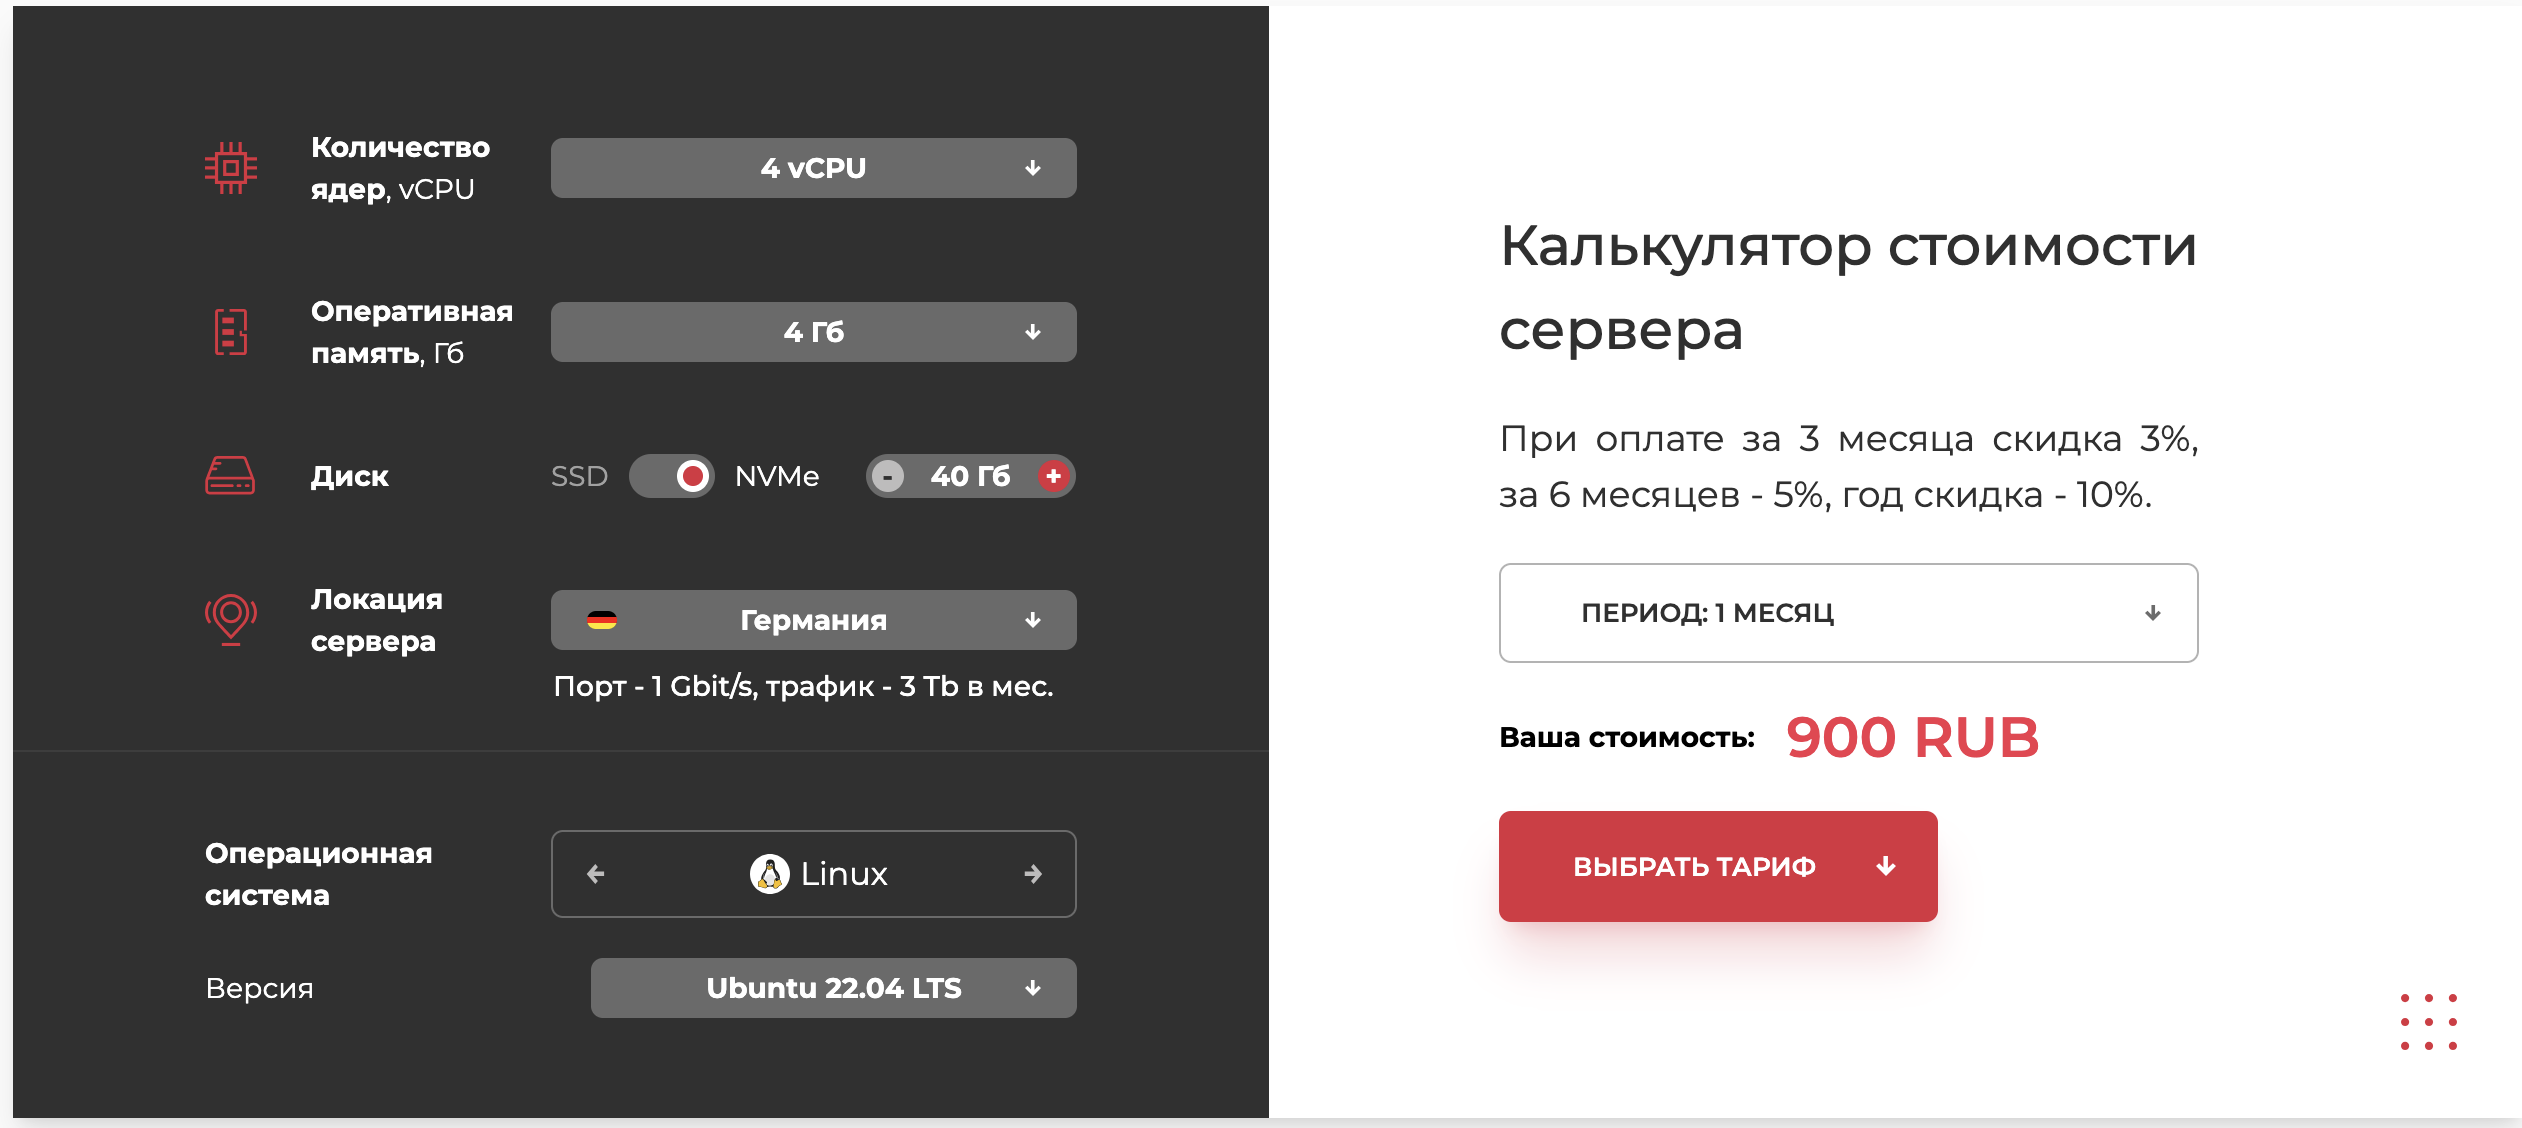 Количество
ядер, vCPU
4 vCPU
Оперативная
память, Гб
4 Гб
Диск
SSD
NVMe
- 40 Гб +
Локация
сервера
Германия
Порт - 1 Gbit/s, трафик - 3 Tb в мес.
Операционная
система
Linux
Версия
Ubuntu 22.04 LTS
Калькулятор стоимости
сервера
При оплате за 3 месяца скидка 3%,
за 6 месяцев - 5%, год скидка - 10%.
ПЕРИОД: 1 МЕСЯЦ
Ваша стоимость: 900 RUB
ВЫБРАТЬ ТАРИФ